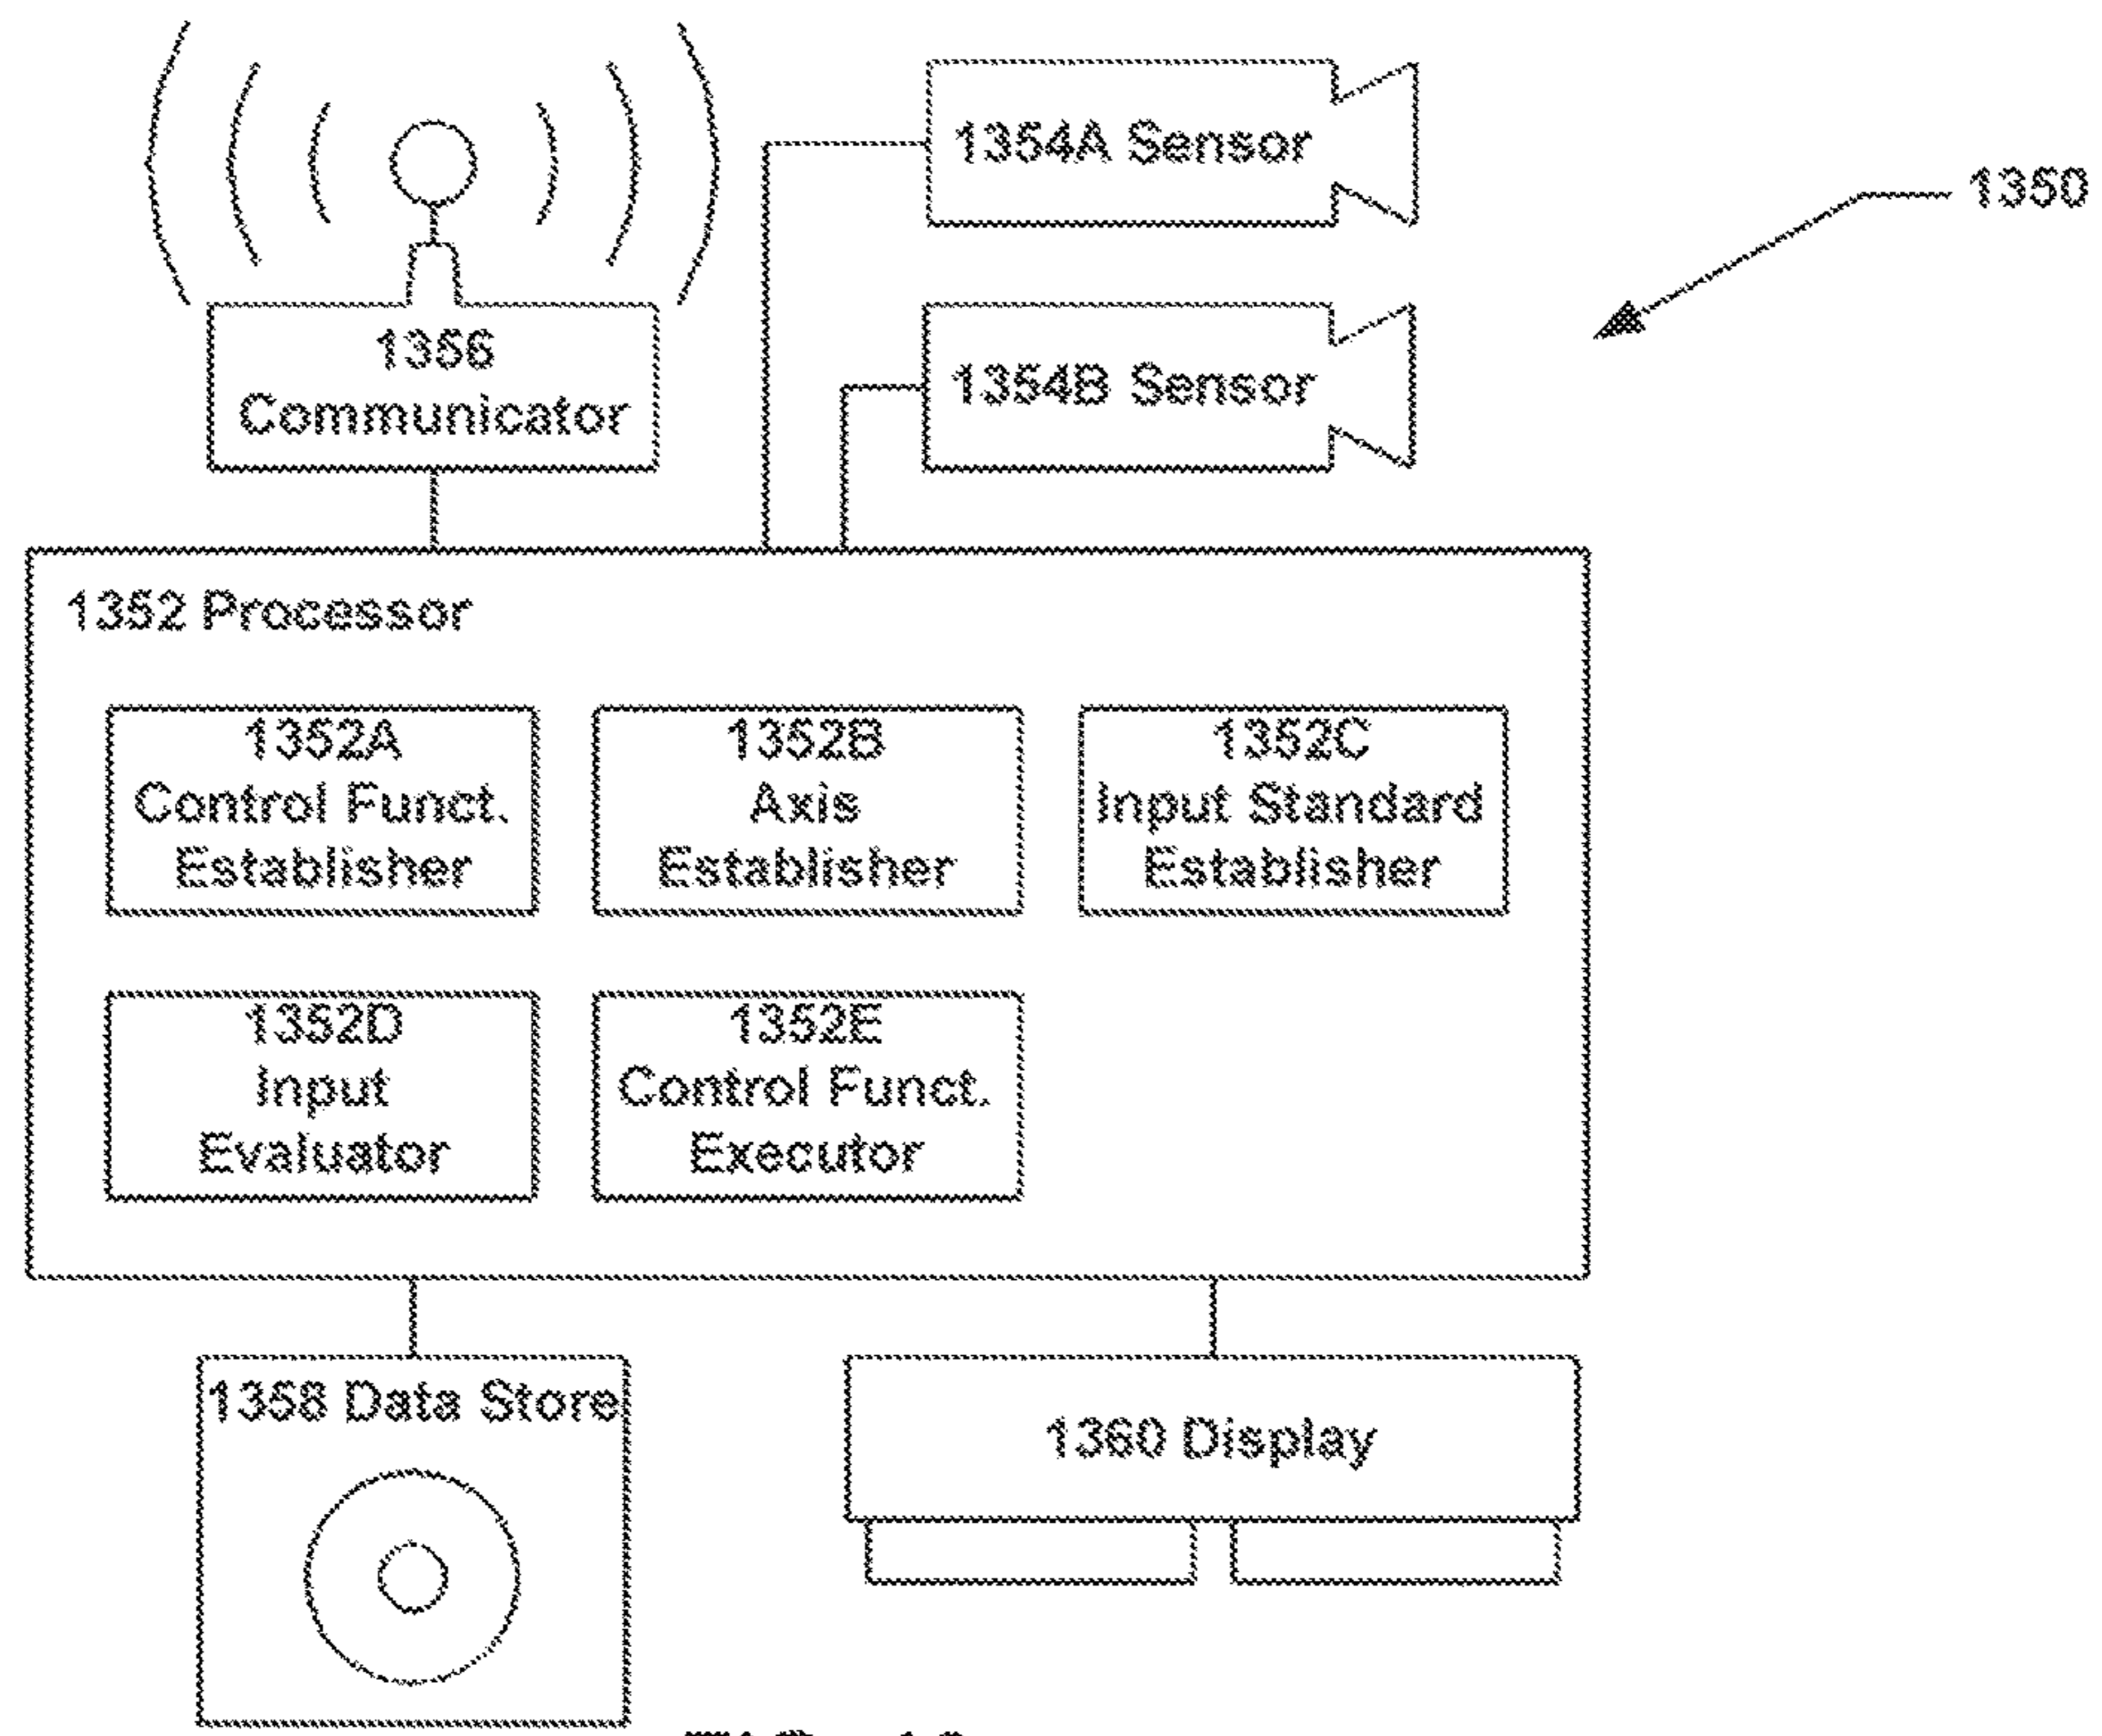 1354A Sensor
1350
1356
Communicator
1354B Sensor
1352 Processor
1352A
Control Funct.
Establisher
1352B
Axis
Establisher
1352C
Input Standard
Establisher
1352D
Input
Evaluator
1352E
Control Funct.
Executor
1358 Data Store
1360 Display